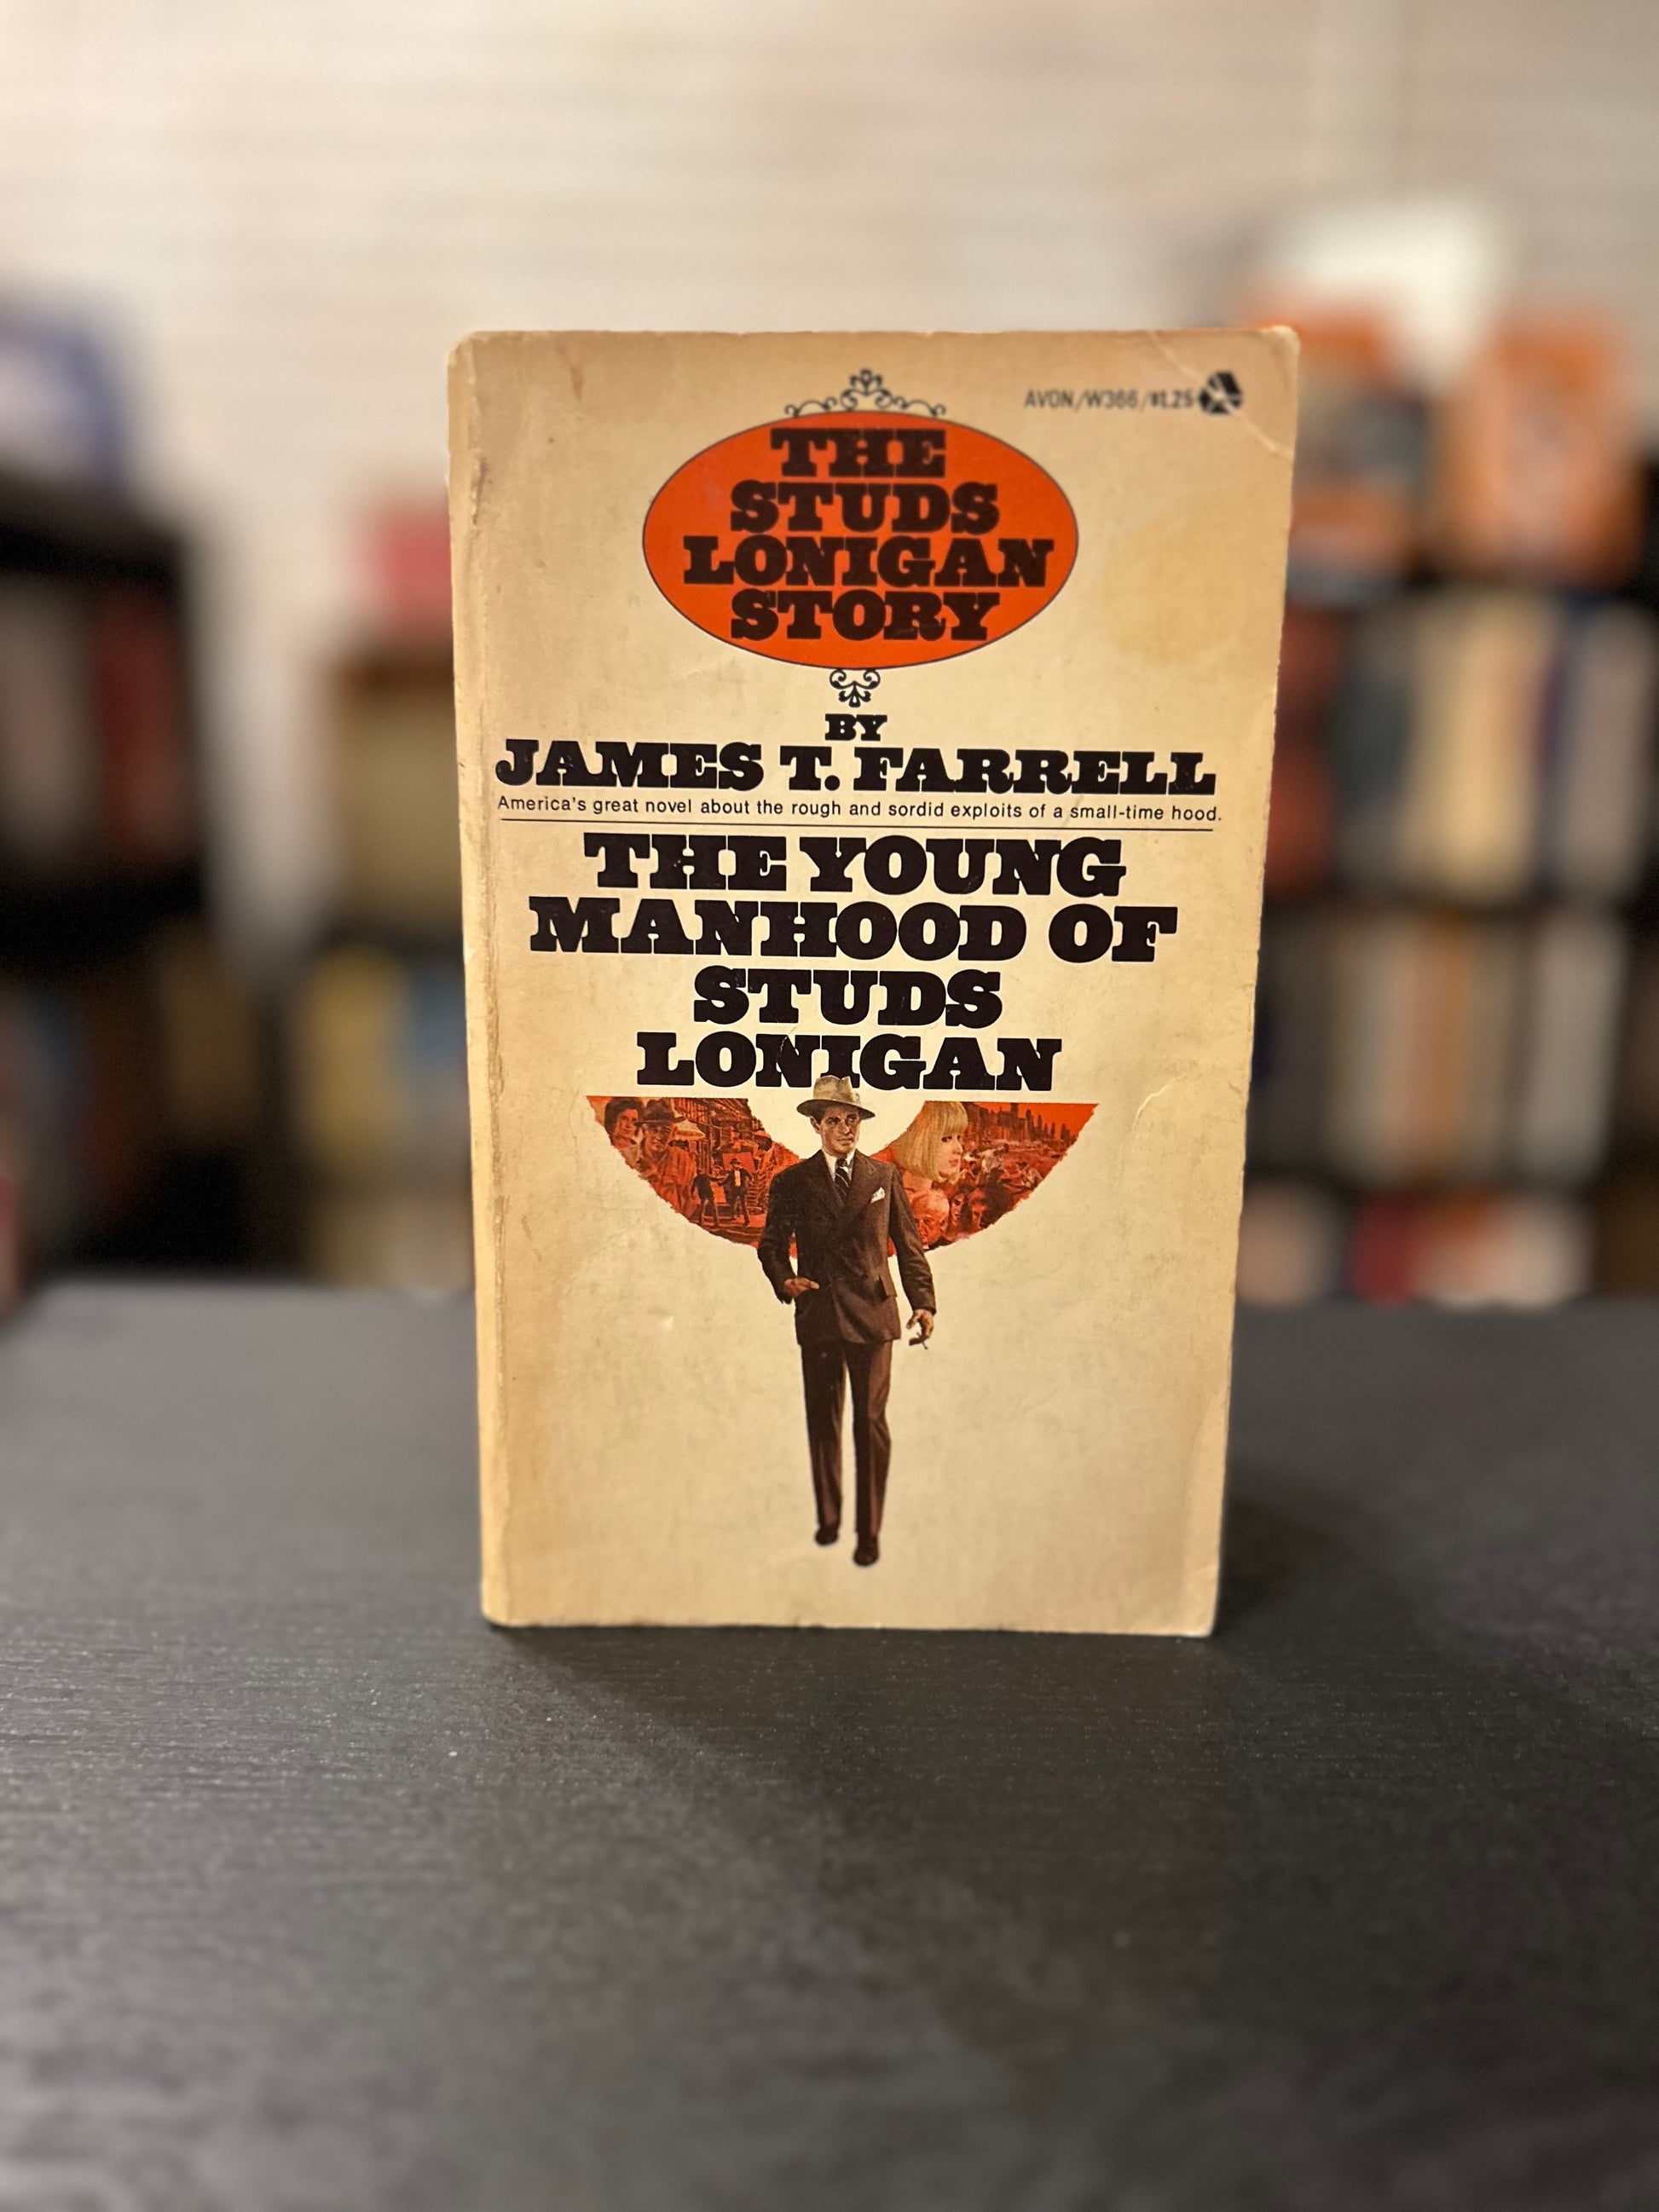 AVON/W366/$1.25
THE
STUDS
LONIGAN
STORY
BY
JAMES T. FARRELL
America's great novel about the rough and sordid exploits of a small-time hood.
THE YOUNG
MANHOOD OF
STUDS
LONIGAN